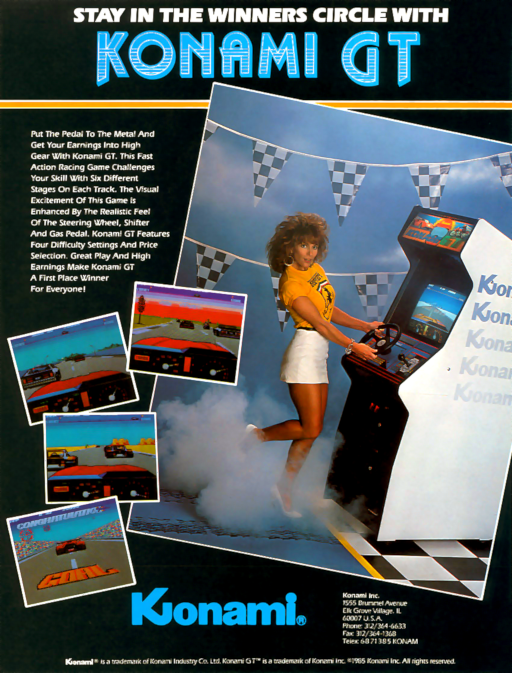 STAY IN THE WINNERS CIRCLE WITH
KONAMI GT
Put The Pedal To The Metal And
Get Your Earnings Into High
Gear With Konami GT. This Fast
Action Racing Game Challenges
Your Skill With Six Different
Stages On Each Track. The Visual
Excitement Of This Game Is
Enhanced By The Realistic Feel
Of The Steering Wheel, Shifter
And Gas Pedal. Konami GT Features
Four Difficulty Settings And Price
Selection. Great Play And High
Earnings Make Konami GT
A First Place Winner
For Everyone!
Konami
CONGRATULATIONS
GOAL
Konami®
Konami Inc.
1555 Brummel Avenue
Elk Grove Village, IL
60007 U.S.A.
Phone: 312/364-6633
Fax: 312/364-1368
Telex: 6871385 KONAM
Konami® is a trademark of Konami Industry Co. Ltd. Konami GT™ is a trademark of Konami Inc. ©1985 Konami Inc. All rights reserved.